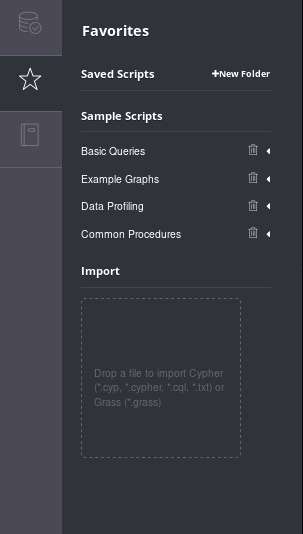 Favorites
Saved Scripts
+New Folder
Sample Scripts
Basic Queries
Example Graphs
Data Profiling
Common Procedures
Import
Drop a file to import Cypher
(*.cyp, *.cypher, *.cql, *.txt) or
Grass (*.grass)